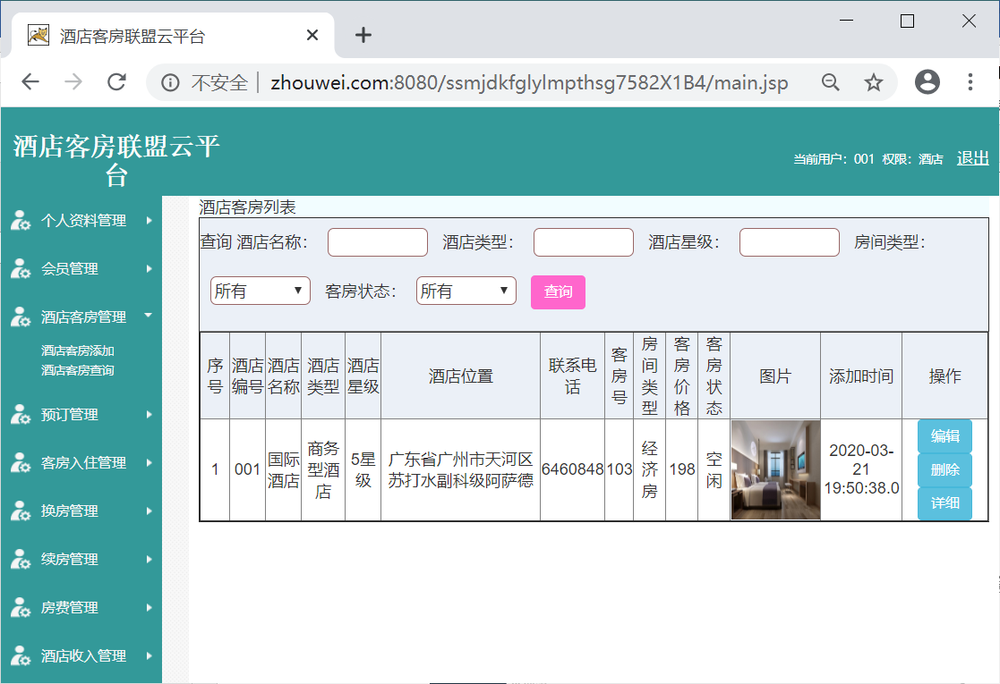 酒店客房联盟云平台
不安全 zhouwei.com:8080/ssmjdkfglylmpthsg7582X1B4/main.jsp
酒店客房联盟云平
台
当前用户：001 权限：酒店 退出
个人资料管理
会员管理
酒店客房管理
酒店客房添加
酒店客房查询
预订管理
客房入住管理
换房管理
续房管理
房费管理
酒店收入管理
酒店客房列表
查询 酒店名称： 酒店类型： 酒店星级： 房间类型：
所有 客房状态： 所有 查询
序号 酒店编号 酒店名称 酒店类型 酒店星级 酒店位置 联系电话 客房号 房间类型 客房价格 客房状态 图片 添加时间 操作
1 001 国际酒店 商务型酒店 5星级 广东省广州市天河区苏打水副科级阿萨德 6460848 103 经济房 198 空闲 2020-03-21 19:50:38.0
编辑
删除
详细